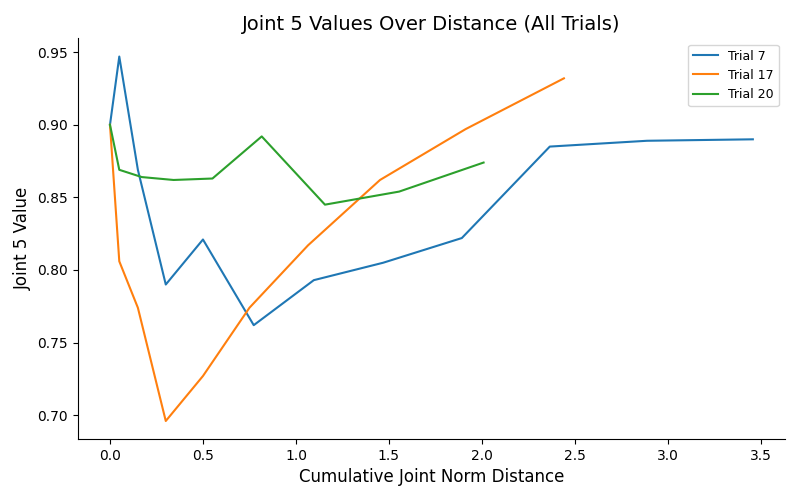 Joint 5 Values Over Distance (All Trials)
Trial 7
Trial 17
Trial 20
Joint 5 Value
0.95
0.90
0.85
0.80
0.75
0.70
0.0 0.5 1.0 1.5 2.0 2.5 3.0 3.5
Cumulative Joint Norm Distance